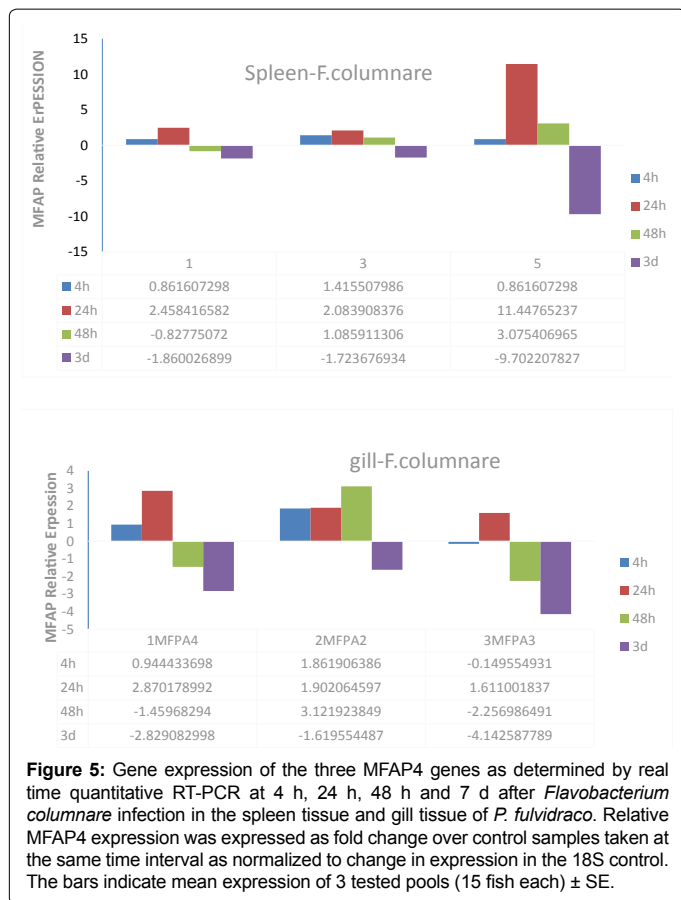 Spleen-F.columnare
MFAP Relative ErPESSION
15
10
5
0
-5
-10
-15
4h
24h
48h
3d
1 3 5
4h 0.861607298 1.415507986 0.861607298
24h 2.458416582 2.083908376 11.44765237
48h -0.82775072 1.085911306 3.075406965
3d -1.860026899 -1.723676934 -9.702207827
gill-F.columnare
MFAP Relative Erpession
4
3
2
1
0
-1
-2
-3
-4
-5
4h
24h
48h
3d
1MFPA4 2MFPA2 3MFPA3
4h 0.944433698 1.861906386 -0.149554931
24h 2.870178992 1.902064597 1.611001837
48h -1.45968294 3.121923849 -2.256986491
3d -2.829082998 -1.619554487 -4.142587789
Figure 5: Gene expression of the three MFAP4 genes as determined by real
time quantitative RT-PCR at 4 h, 24 h, 48 h and 7 d after Flavobacterium
columnare infection in the spleen tissue and gill tissue of P. fulvidraco. Relative
MFAP4 expression was expressed as fold change over control samples taken at
the same time interval as normalized to change in expression in the 18S control.
The bars indicate mean expression of 3 tested pools (15 fish each) ± SE.